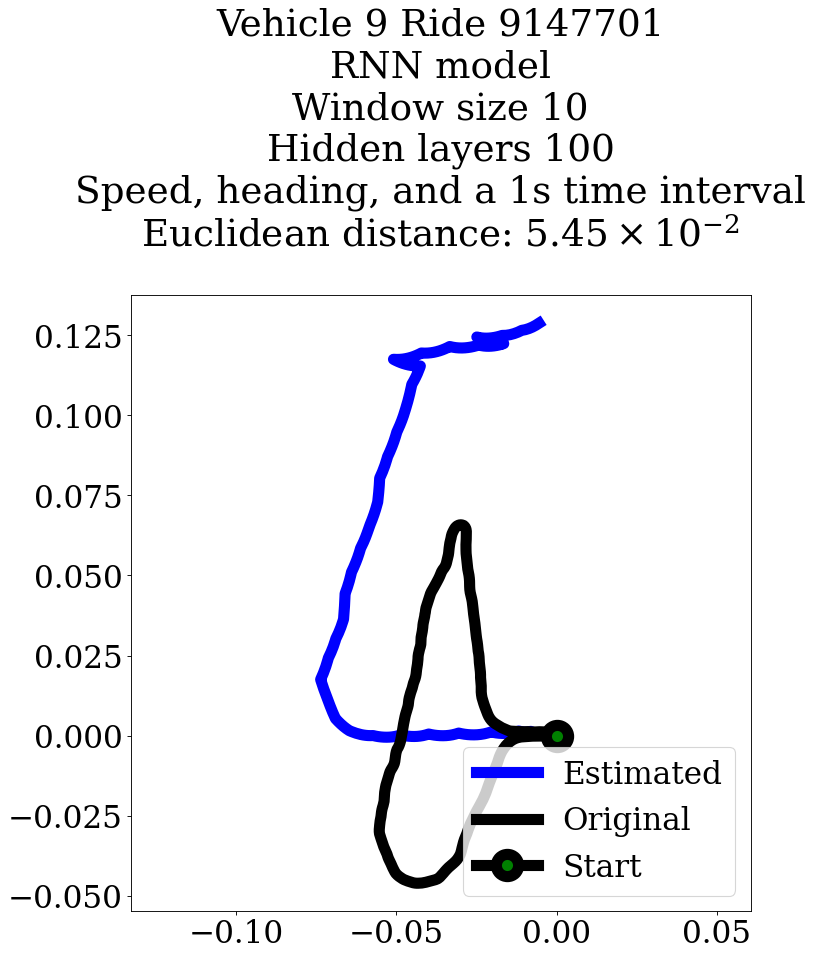 Vehicle 9 Ride 9147701
RNN model
Window size 10
Hidden layers 100
Speed, heading, and a 1s time interval
Euclidean distance: 5.45 × 10⁻²
0.125
0.100
0.075
0.050
0.025
0.000
−0.025
−0.050
Estimated
Original
Start
−0.10 −0.05 0.00 0.05